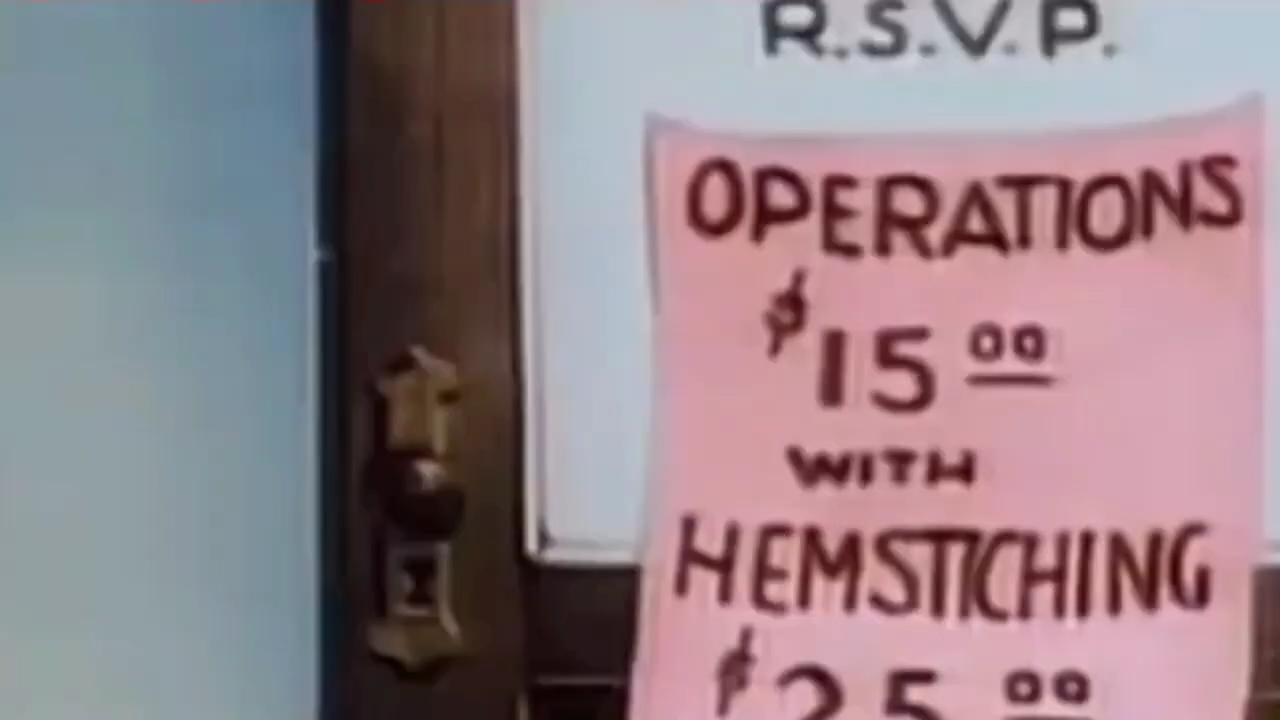 R.S.V.P.
OPERATIONS
$15 00
WITH
HEMSTICHING
$25 00